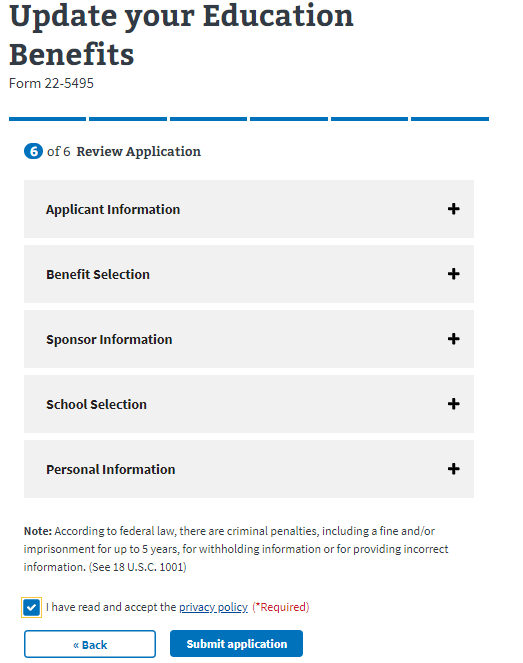 Update your Education
Benefits
Form 22-5495
6 of 6 Review Application
Applicant Information +
Benefit Selection +
Sponsor Information +
School Selection +
Personal Information +
Note: According to federal law, there are criminal penalties, including a fine and/or
imprisonment for up to 5 years, for withholding information or for providing incorrect
information. (See 18 U.S.C. 1001)
I have read and accept the privacy policy (*Required)
« Back Submit application